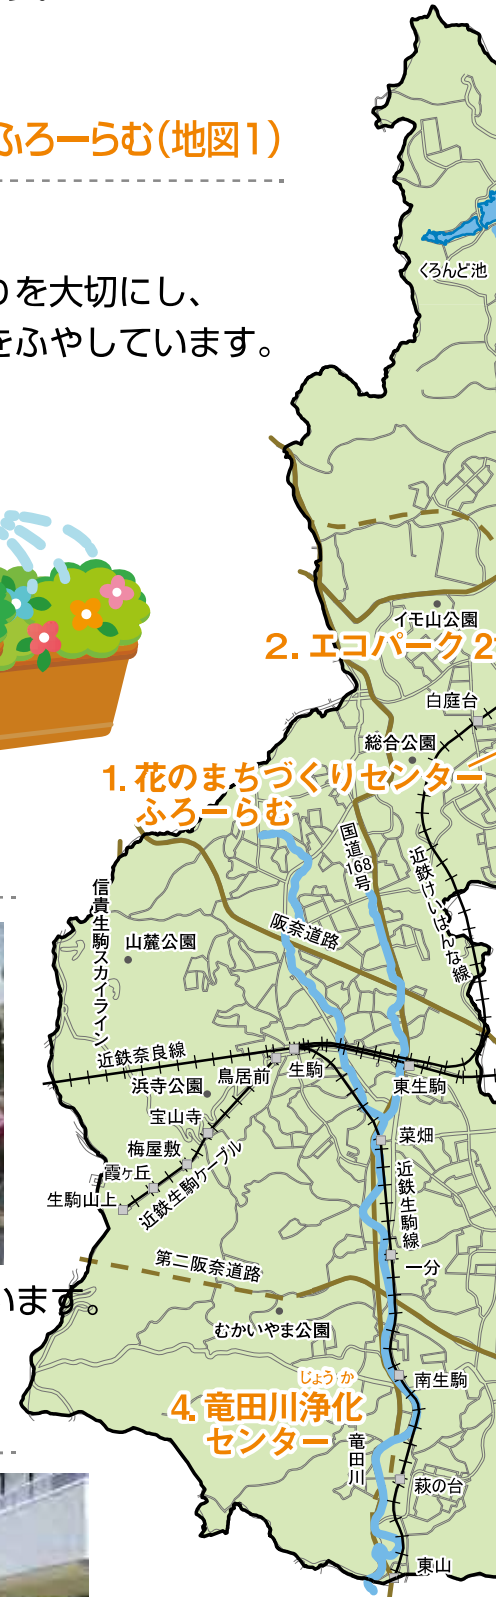 ふろーらむ(地図1)
りを大切にし、
をふやしています。
くろんど池
イモ山公園
2. エコパーク2
白庭台
総合公園
1. 花のまちづくりセンター
ふろーらむ
国道168号
近鉄けいはんな線
信貴生駒スカイライン
山麓公園
阪奈道路
近鉄奈良線
浜寺公園
鳥居前
生駒
東生駒
宝山寺
菜畑
梅屋敷
霞ヶ丘
近鉄生駒ケーブル
近鉄生駒線
生駒山上
一分
第二阪奈道路
います。
むかいやま公園
じょうか
南生駒
4. 竜田川浄化
センター
竜田川
萩の台
東山